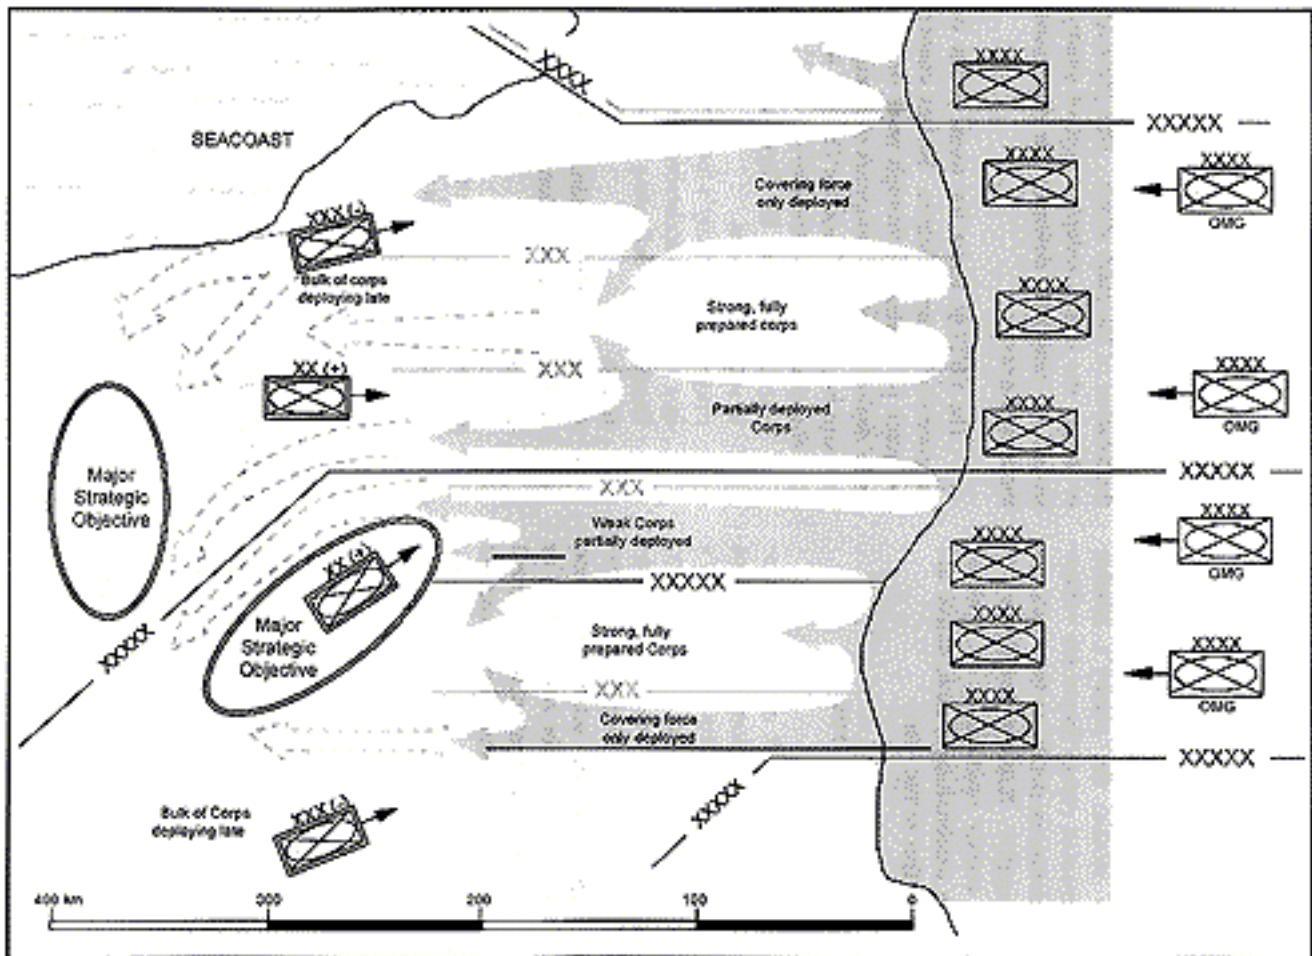 XXXX
XXXX
XXXXX
SEACOAST
XXXX
XXXX
OMG
Covering force
only deployed
XXX (-)
Bulk of corps
deploying late
XXX
XXXX
Strong, fully
prepared corps
XX (+)
XXX
XXXX
OMG
XXXX
Partially deployed
Corps
Major
Strategic
Objective
XXXXX
XXX
XXXX
OMG
Weak Corps
partially deployed
XXXX
XX (+)
XXXXX
Major
Strategic
Objective
Strong, fully
prepared Corps
XXXX
XXXX
OMG
XXXXX
XXX
XXXX
Covering force
only deployed
XXXXX
XXXXX
Bulk of Corps
deploying late
XXX (-)
400 km
300
200
100
0